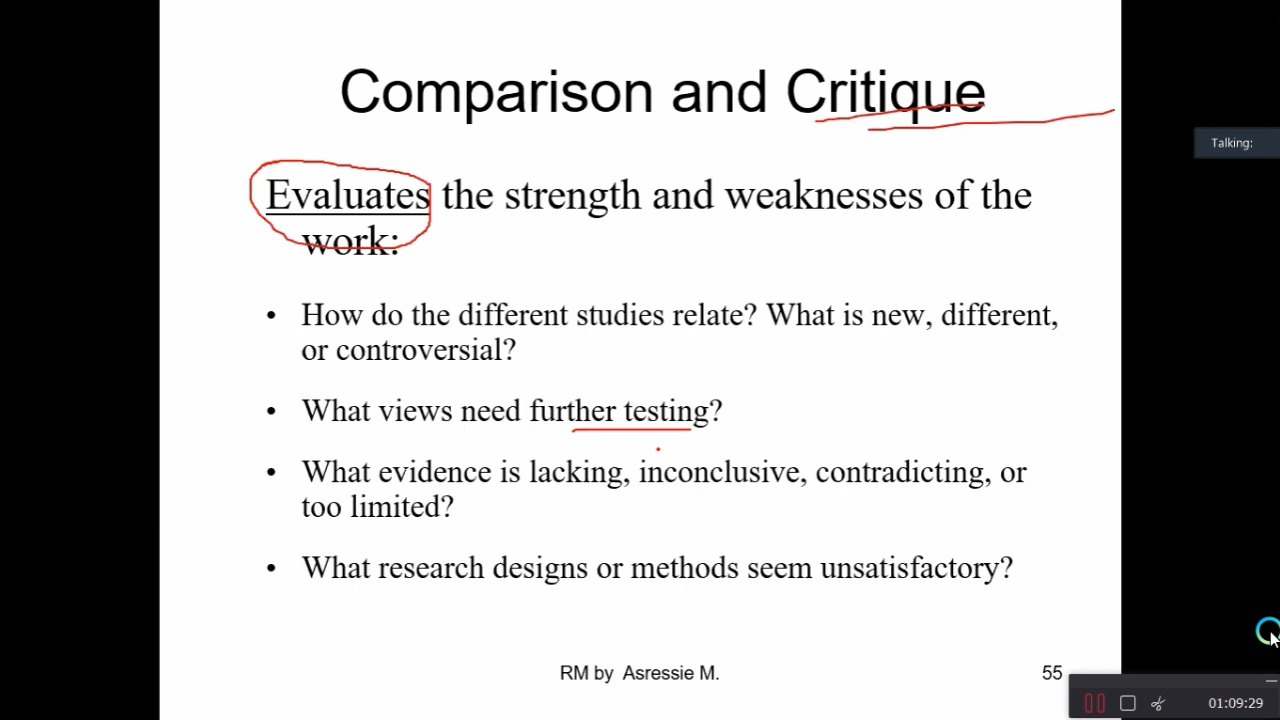 Comparison and Critique
Talking:
Evaluates the strength and weaknesses of the
work:
• How do the different studies relate? What is new, different,
or controversial?
• What views need further testing?
• What evidence is lacking, inconclusive, contradicting, or
too limited?
• What research designs or methods seem unsatisfactory?
RM by Asressie M.
55
01:09:29